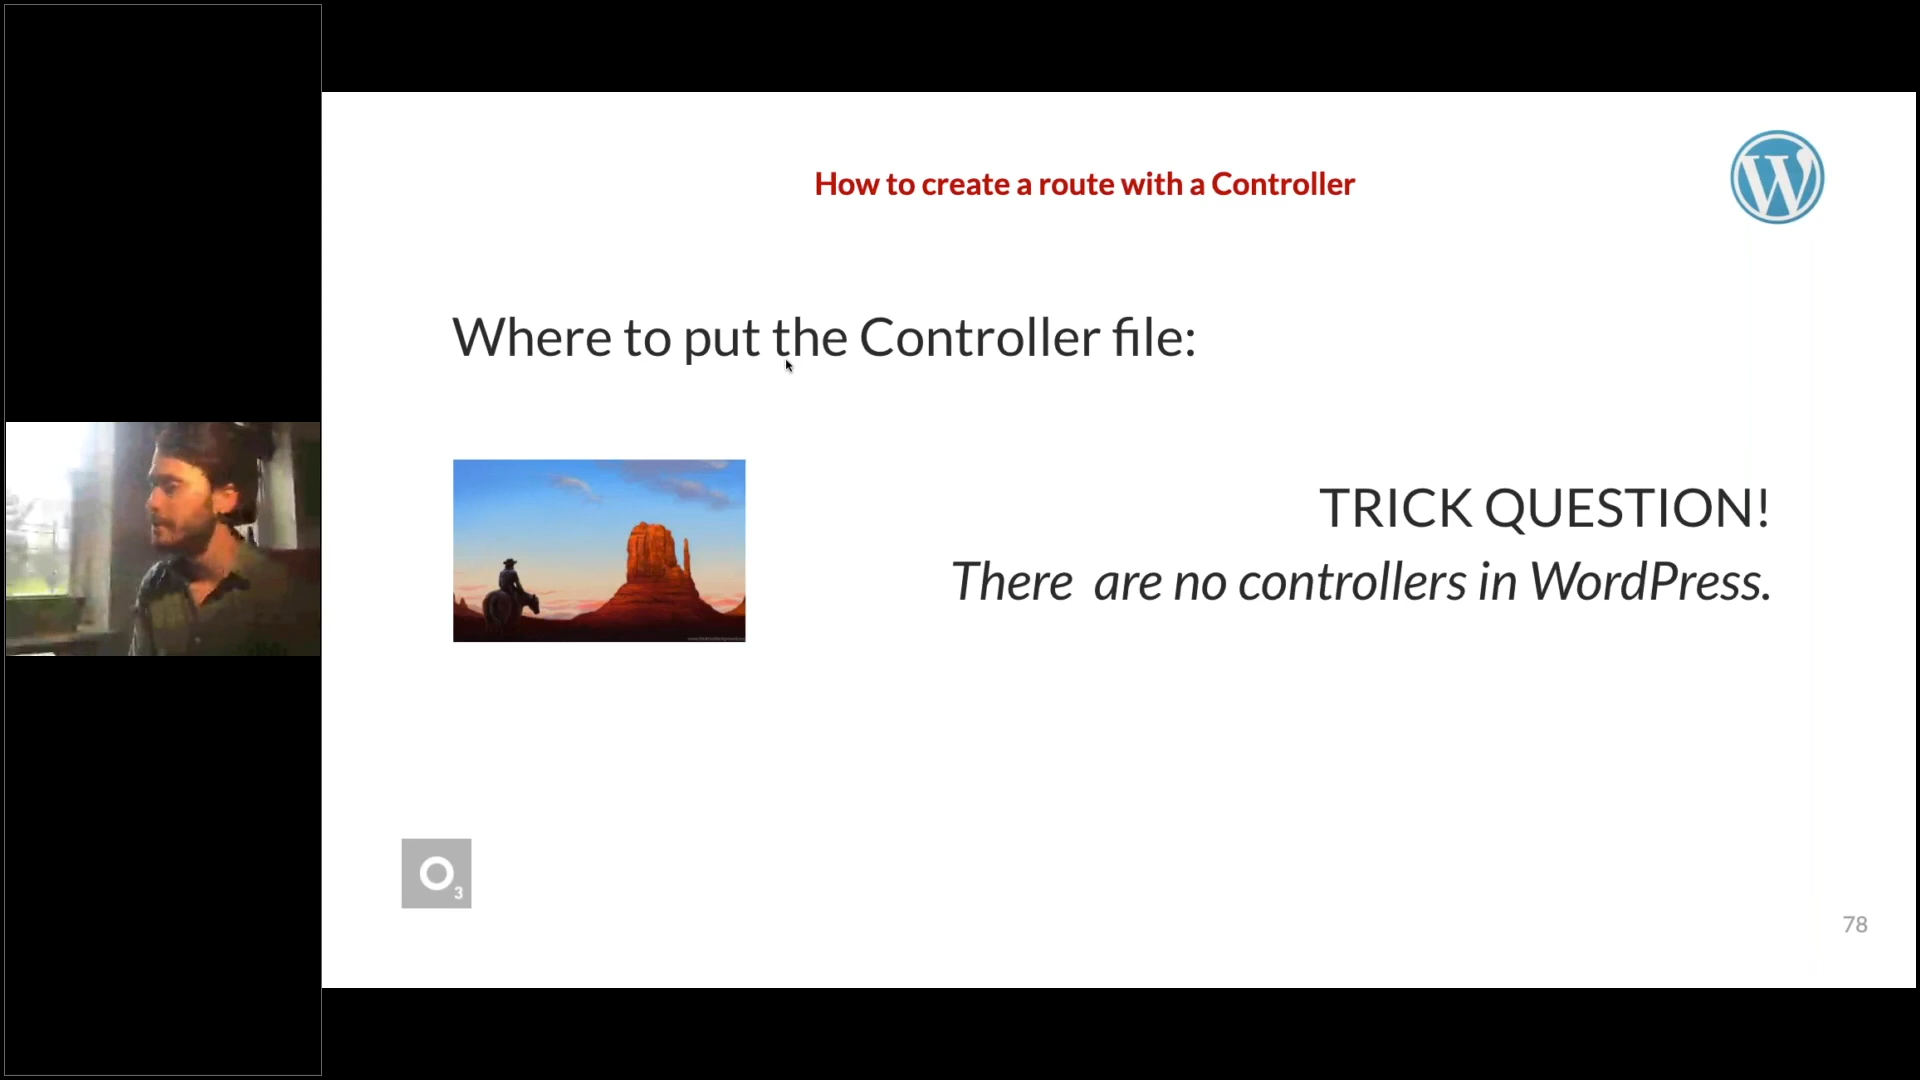 How to create a route with a Controller
W
Where to put the Controller file:
TRICK QUESTION!
There are no controllers in WordPress.
O3
78